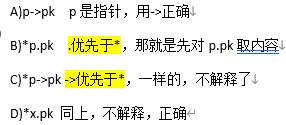 A)p->pk    p 是指针，用->正确
B)*p.pk    .优先于*，那就是先对 p.pk 取内容
C)*p->pk ->优先于*，一样的，不解释了
D)*x.pk  同上，不解释，正确